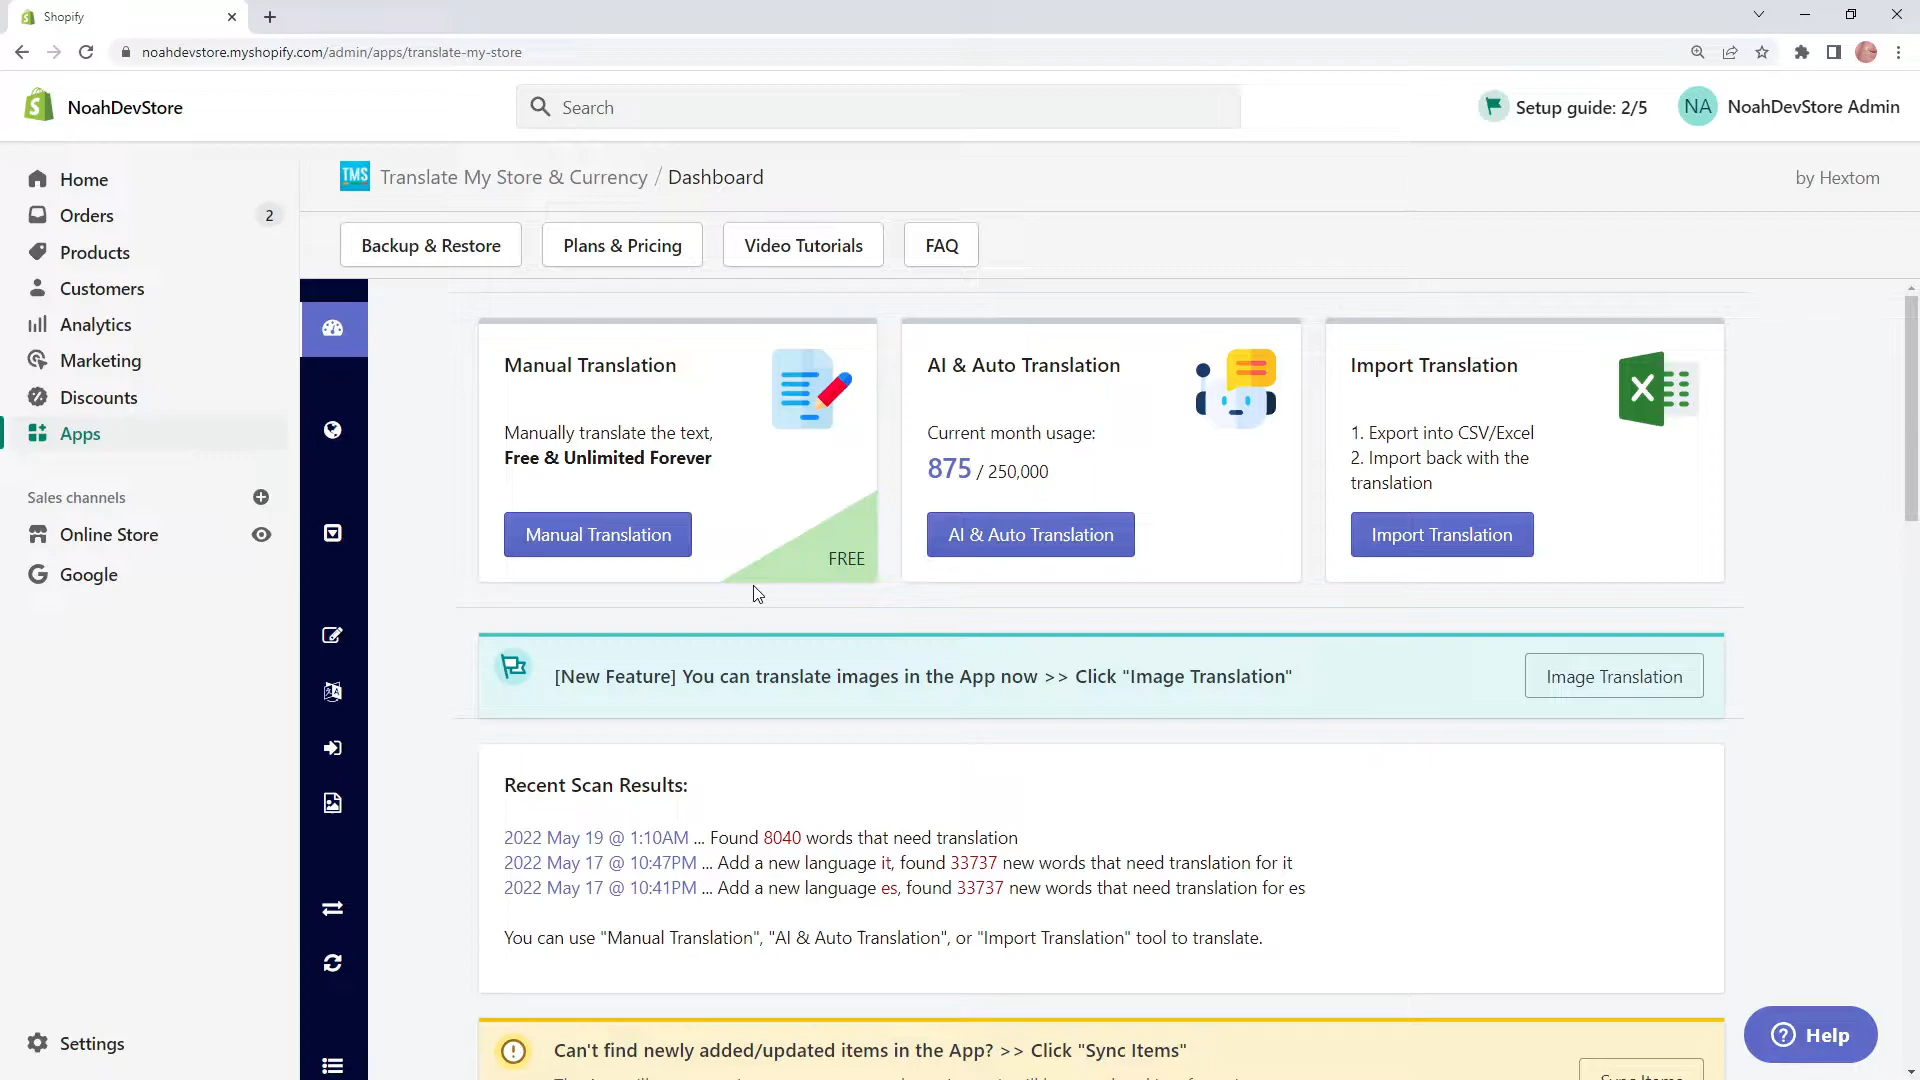 Shopify
noahdevstore.myshopify.com/admin/apps/translate-my-store
NoahDevStore
Search
Setup guide: 2/5
NA
NoahDevStore Admin
Home
Orders
2
Products
Customers
Analytics
Marketing
Discounts
Apps
Sales channels
Online Store
Google
Settings
TMS
Translate My Store & Currency / Dashboard
by Hextom
Backup & Restore
Plans & Pricing
Video Tutorials
FAQ
Manual Translation
Manually translate the text,
Free & Unlimited Forever
Manual Translation
FREE
AI & Auto Translation
Current month usage:
875 / 250,000
AI & Auto Translation
Import Translation
1. Export into CSV/Excel
2. Import back with the
translation
Import Translation
[New Feature] You can translate images in the App now >> Click "Image Translation"
Image Translation
Recent Scan Results:
2022 May 19 @ 1:10AM ... Found 8040 words that need translation
2022 May 17 @ 10:47PM ... Add a new language it, found 33737 new words that need translation for it
2022 May 17 @ 10:41PM ... Add a new language es, found 33737 new words that need translation for es
You can use "Manual Translation", "AI & Auto Translation", or "Import Translation" tool to translate.
Can't find newly added/updated items in the App? >> Click "Sync Items"
Sync Items
Help